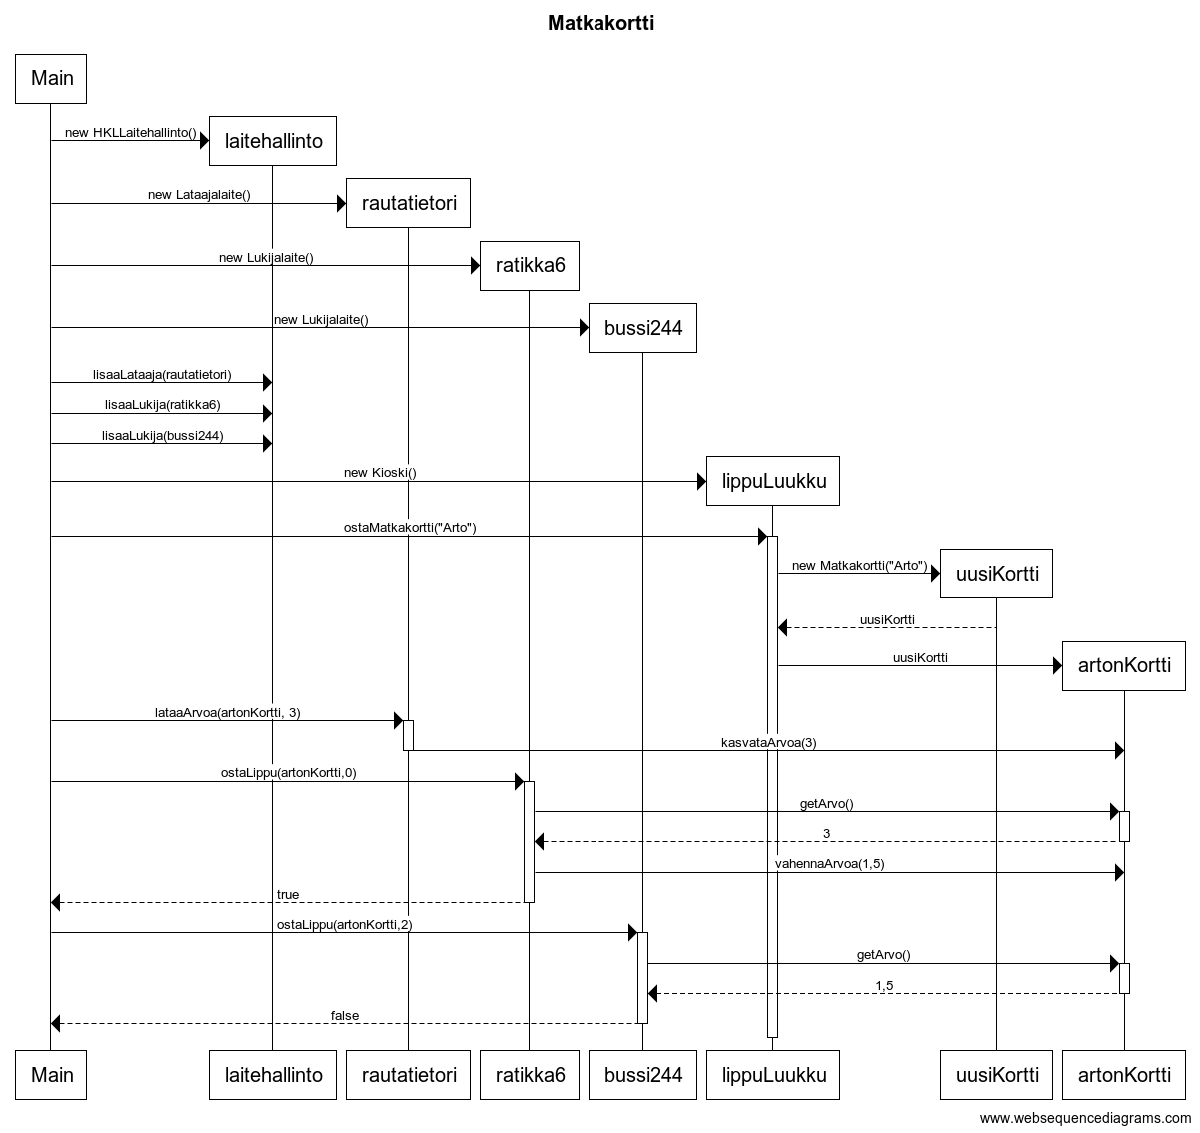 Matkakortti
Main
new HKLLaitehallinto()
laitehallinto
new Lataajalaite()
rautatietori
new Lukijalaite()
ratikka6
new Lukijalaite()
bussi244
lisaaLataaja(rautatietori)
lisaaLukija(ratikka6)
lisaaLukija(bussi244)
new Kioski()
lippuLuukku
ostaMatkakortti("Arto")
new Matkakortti("Arto")
uusiKortti
uusiKortti
uusiKortti
artonKortti
lataaArvoa(artonKortti, 3)
kasvataArvoa(3)
ostaLippu(artonKortti,0)
getArvo()
3
vahennaArvoa(1,5)
true
ostaLippu(artonKortti,2)
getArvo()
1,5
false
Main laitehallinto rautatietori ratikka6 bussi244 lippuLuukku uusiKortti artonKortti
www.websequencediagrams.com